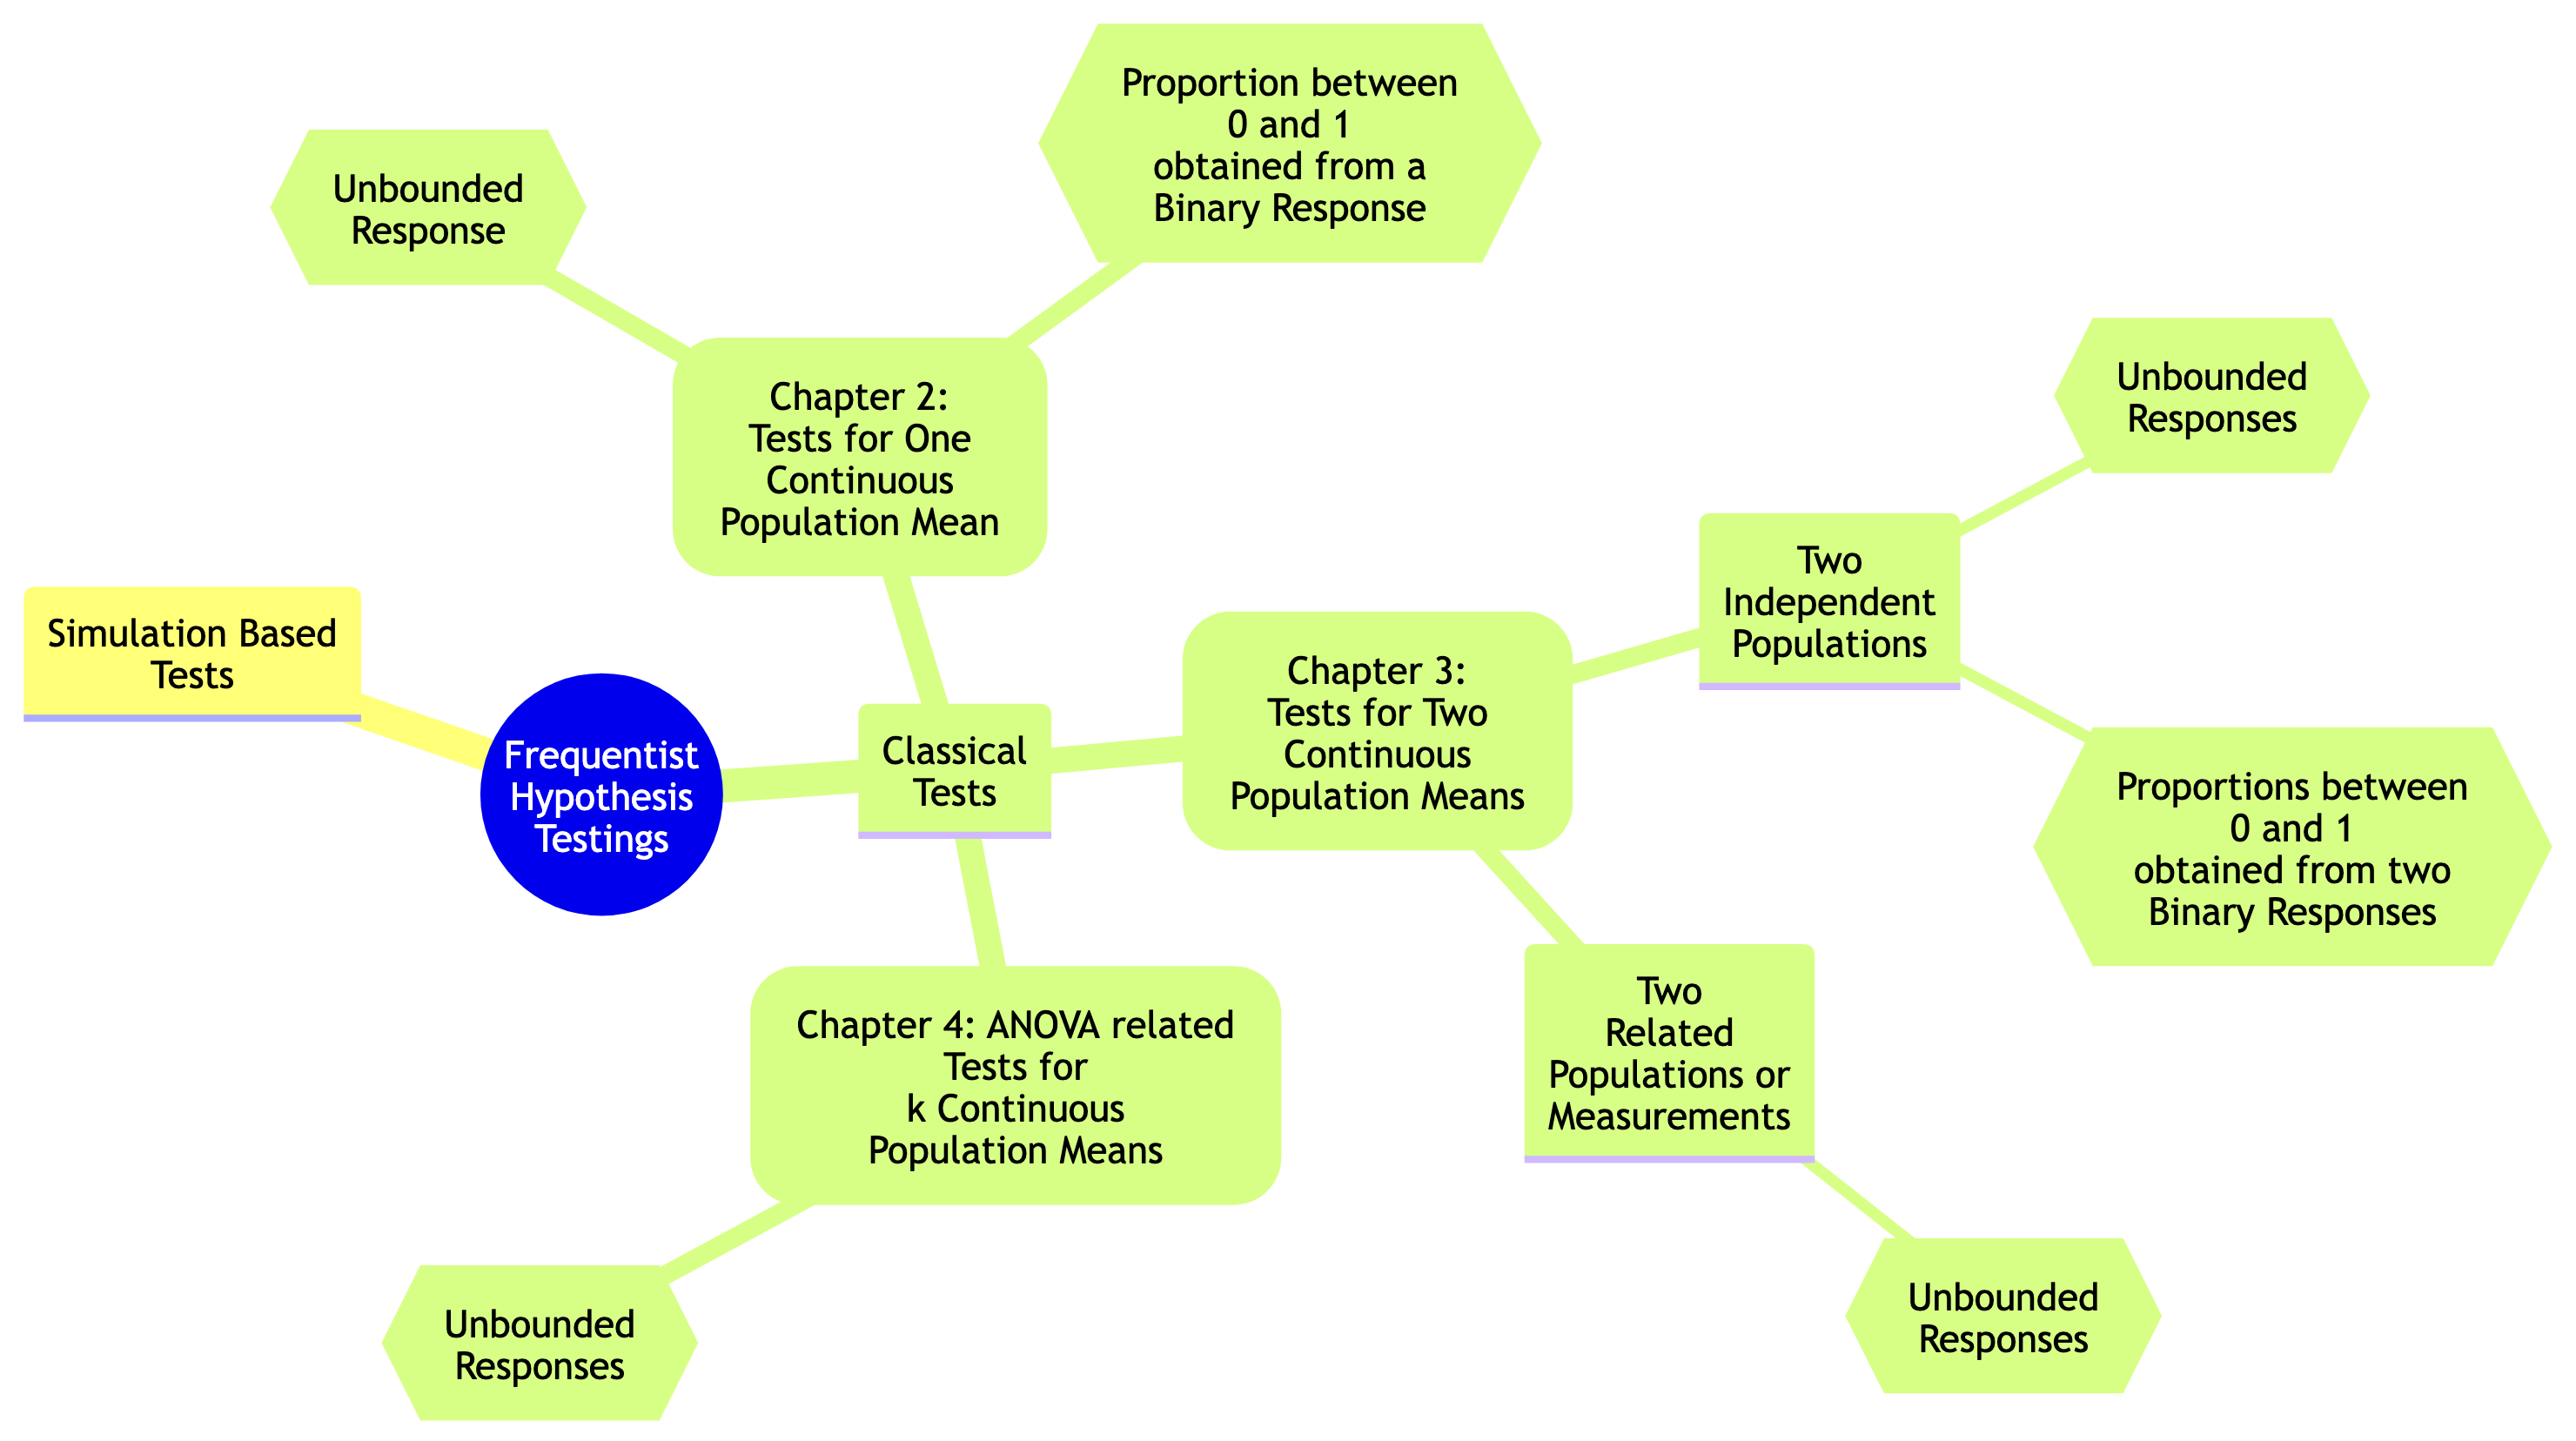 Proportion between
0 and 1
obtained from a
Binary Response
Unbounded
Response
Chapter 2:
Tests for One
Continuous
Population Mean
Unbounded
Responses
Two
Independent
Populations
Simulation Based
Tests
Chapter 3:
Tests for Two
Continuous
Population Means
Frequentist
Hypothesis
Testings
Classical
Tests
Proportions between
0 and 1
obtained from two
Binary Responses
Two
Related
Populations or
Measurements
Chapter 4: ANOVA related
Tests for
k Continuous
Population Means
Unbounded
Responses
Unbounded
Responses